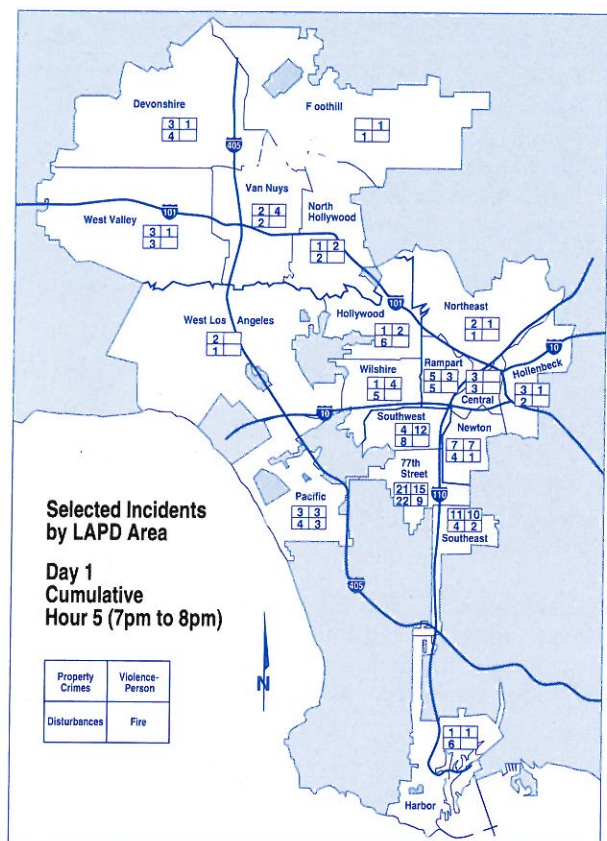 Devonshire
3 1
4
Foothill
1
1
405
Van Nuys
2 4
2
North
Hollywood
1 2
2
West Valley
3 1
3
101
West Los Angeles
2
1
Hollywood
1 2
6
101
Northeast
2 1
1
10
Wilshire
1 4
5
Rampart
5 3
5
3
3
Central
Hollenbeck
3 1
2
10
Southwest
4 12
8
Newton
7 7
4 1
77th
Street
21 15
22 9
110
Pacific
3 3
4 3
11 10
4 2
Southeast
405
Selected Incidents
by LAPD Area
Day 1
Cumulative
Hour 5 (7pm to 8pm)
N
Property
Crimes
Violence-
Person
Disturbances
Fire
1 1
6
Harbor